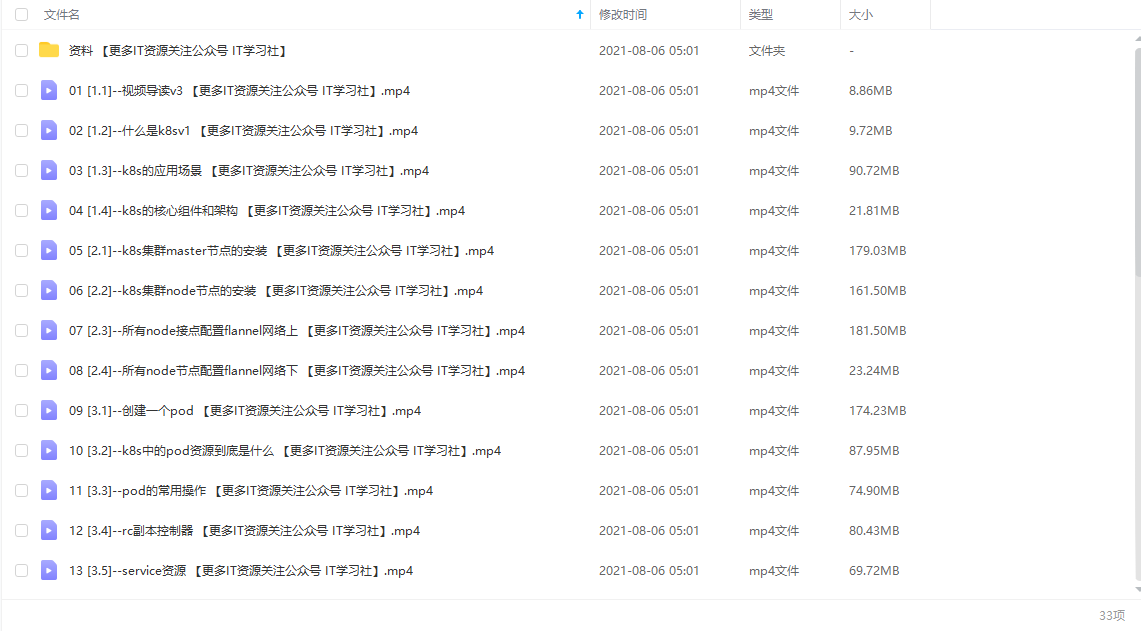 文件名 修改时间 类型 大小
资料 【更多IT资源关注公众号 IT学习社】 2021-08-06 05:01 文件夹 -
01 [1.1]--视频导读v3 【更多IT资源关注公众号 IT学习社】.mp4 2021-08-06 05:01 mp4文件 8.86MB
02 [1.2]--什么是k8sv1 【更多IT资源关注公众号 IT学习社】.mp4 2021-08-06 05:01 mp4文件 9.72MB
03 [1.3]--k8s的应用场景 【更多IT资源关注公众号 IT学习社】.mp4 2021-08-06 05:01 mp4文件 90.72MB
04 [1.4]--k8s的核心组件和架构 【更多IT资源关注公众号 IT学习社】.mp4 2021-08-06 05:01 mp4文件 21.81MB
05 [2.1]--k8s集群master节点的安装 【更多IT资源关注公众号 IT学习社】.mp4 2021-08-06 05:01 mp4文件 179.03MB
06 [2.2]--k8s集群node节点的安装 【更多IT资源关注公众号 IT学习社】.mp4 2021-08-06 05:01 mp4文件 161.50MB
07 [2.3]--所有node接点配置flannel网络上 【更多IT资源关注公众号 IT学习社】.mp4 2021-08-06 05:01 mp4文件 181.50MB
08 [2.4]--所有node节点配置flannel网络下 【更多IT资源关注公众号 IT学习社】.mp4 2021-08-06 05:01 mp4文件 23.24MB
09 [3.1]--创建一个pod 【更多IT资源关注公众号 IT学习社】.mp4 2021-08-06 05:01 mp4文件 174.23MB
10 [3.2]--k8s中的pod资源到底是什么 【更多IT资源关注公众号 IT学习社】.mp4 2021-08-06 05:01 mp4文件 87.95MB
11 [3.3]--pod的常用操作 【更多IT资源关注公众号 IT学习社】.mp4 2021-08-06 05:01 mp4文件 74.90MB
12 [3.4]--rc副本控制器 【更多IT资源关注公众号 IT学习社】.mp4 2021-08-06 05:01 mp4文件 80.43MB
13 [3.5]--service资源 【更多IT资源关注公众号 IT学习社】.mp4 2021-08-06 05:01 mp4文件 69.72MB
33项